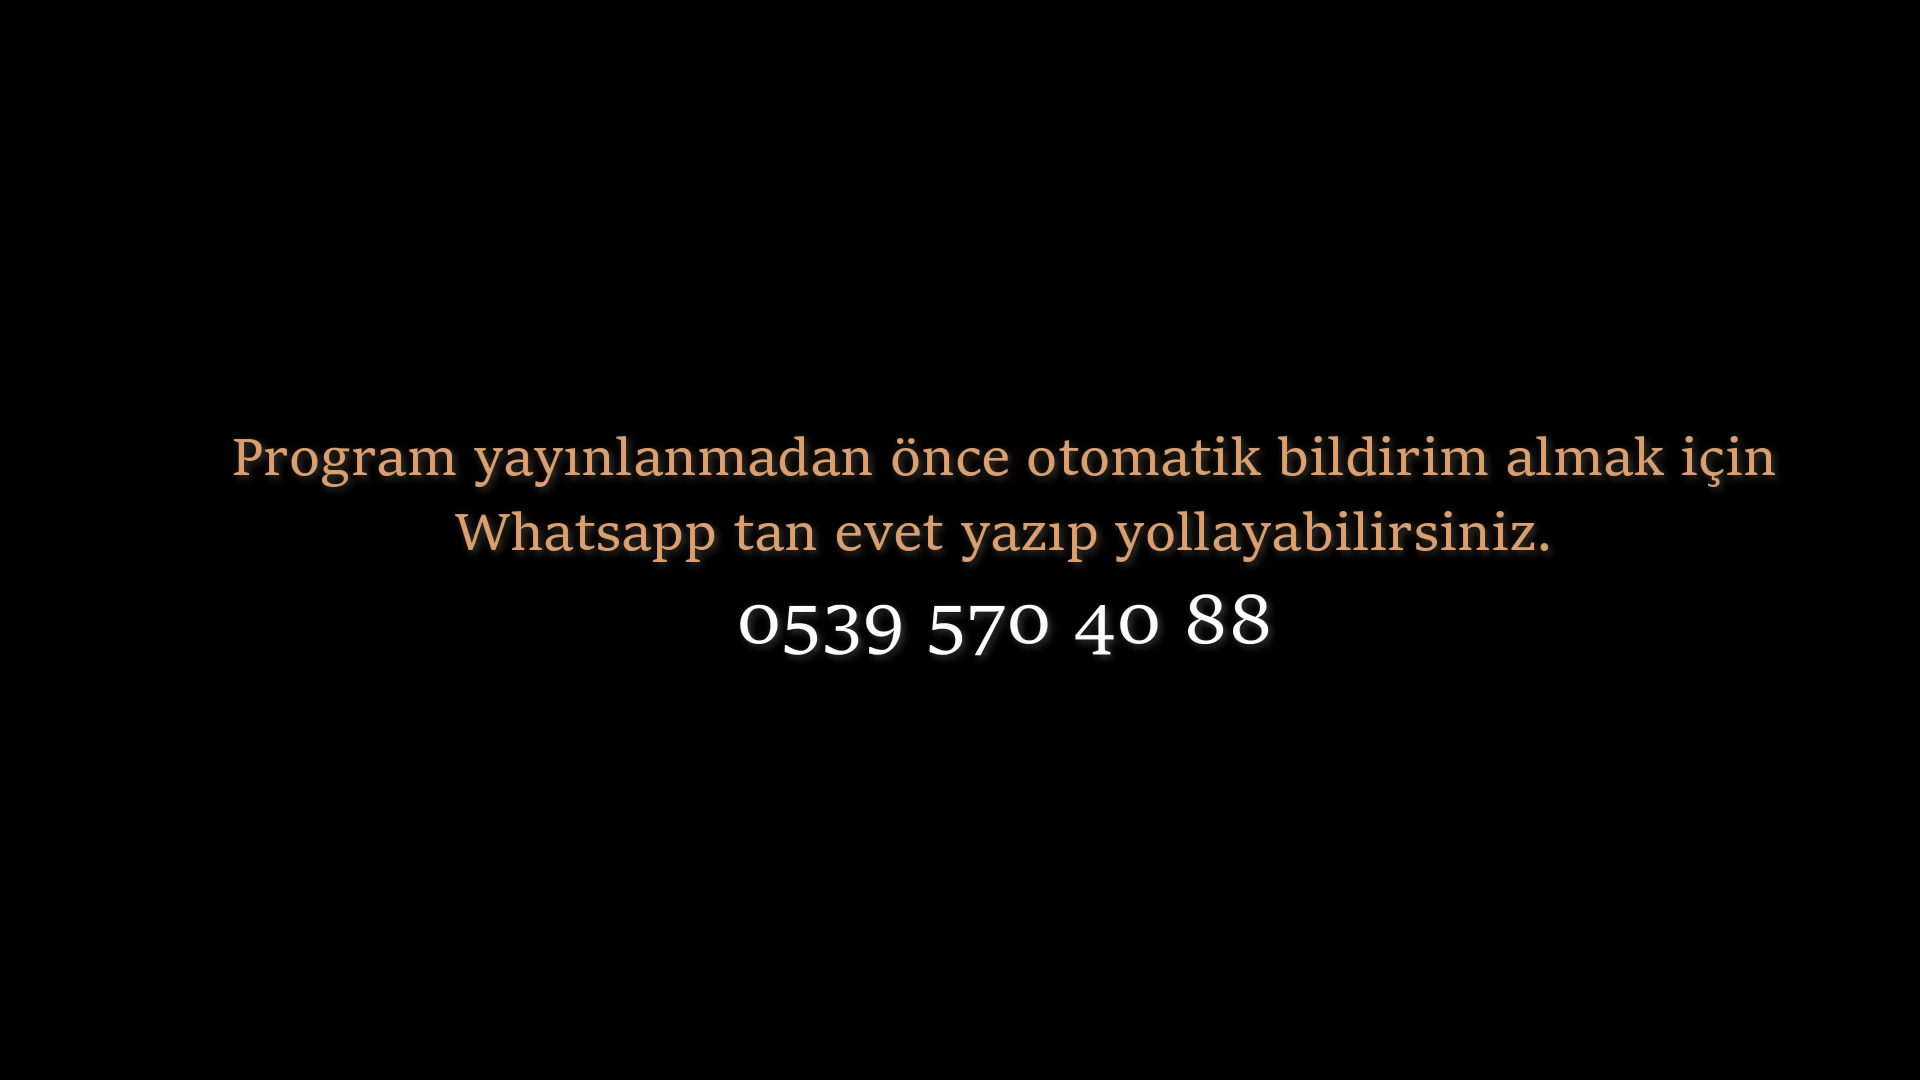 Program yayınlanmadan önce otomatik bildirim almak için
Whatsapp tan evet yazıp yollayabilirsiniz.
0539 570 40 88